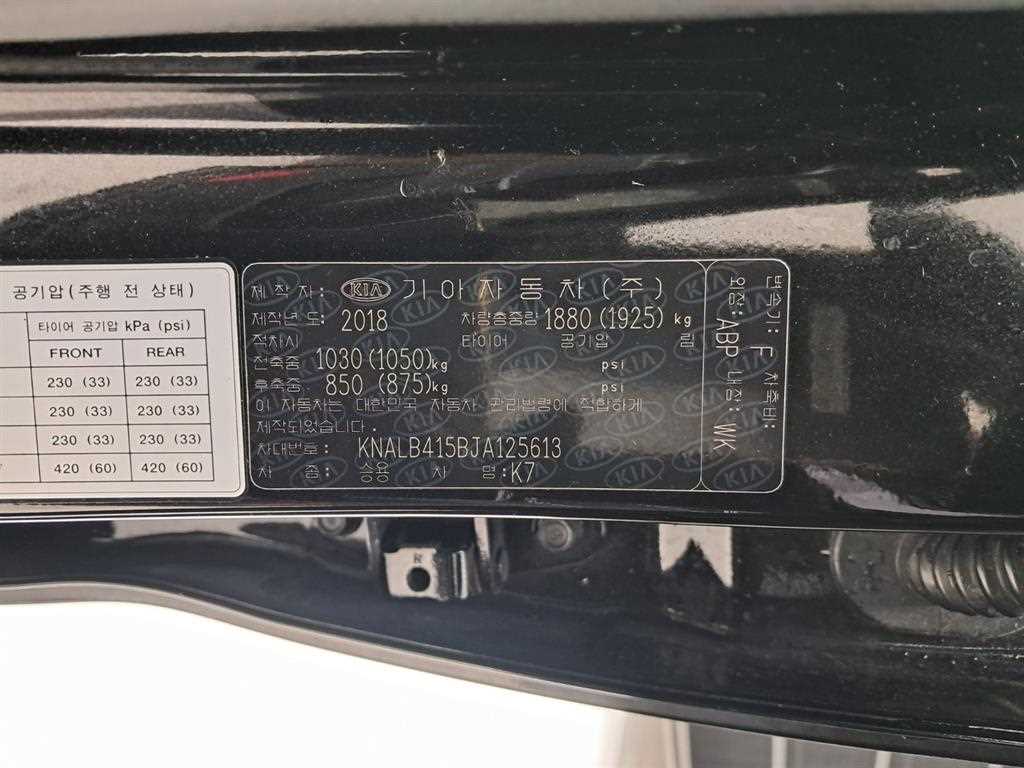 공기압(주행 전 상태)
타이어 공기압 kPa (psi)
FRONT REAR
230 (33) 230 (33)
230 (33) 230 (33)
230 (33) 230 (33)
420 (60) 420 (60)
제작자: KIA 기아자동차(주)
제작년도: 2018 차량총중량 1880 (1925) kg
적차시 타이어 공기압 림
전축중 1030 (1050)kg psi
후축중 850 (875)kg psi
이 자동차는 대한민국 자동차 관리법령에 적합하게
제작되었습니다.
차대번호: KNALB415BJA125613
차 종: 승용 차 명:K7
변속기: F 차축비:
외장: ABP 내장: WK